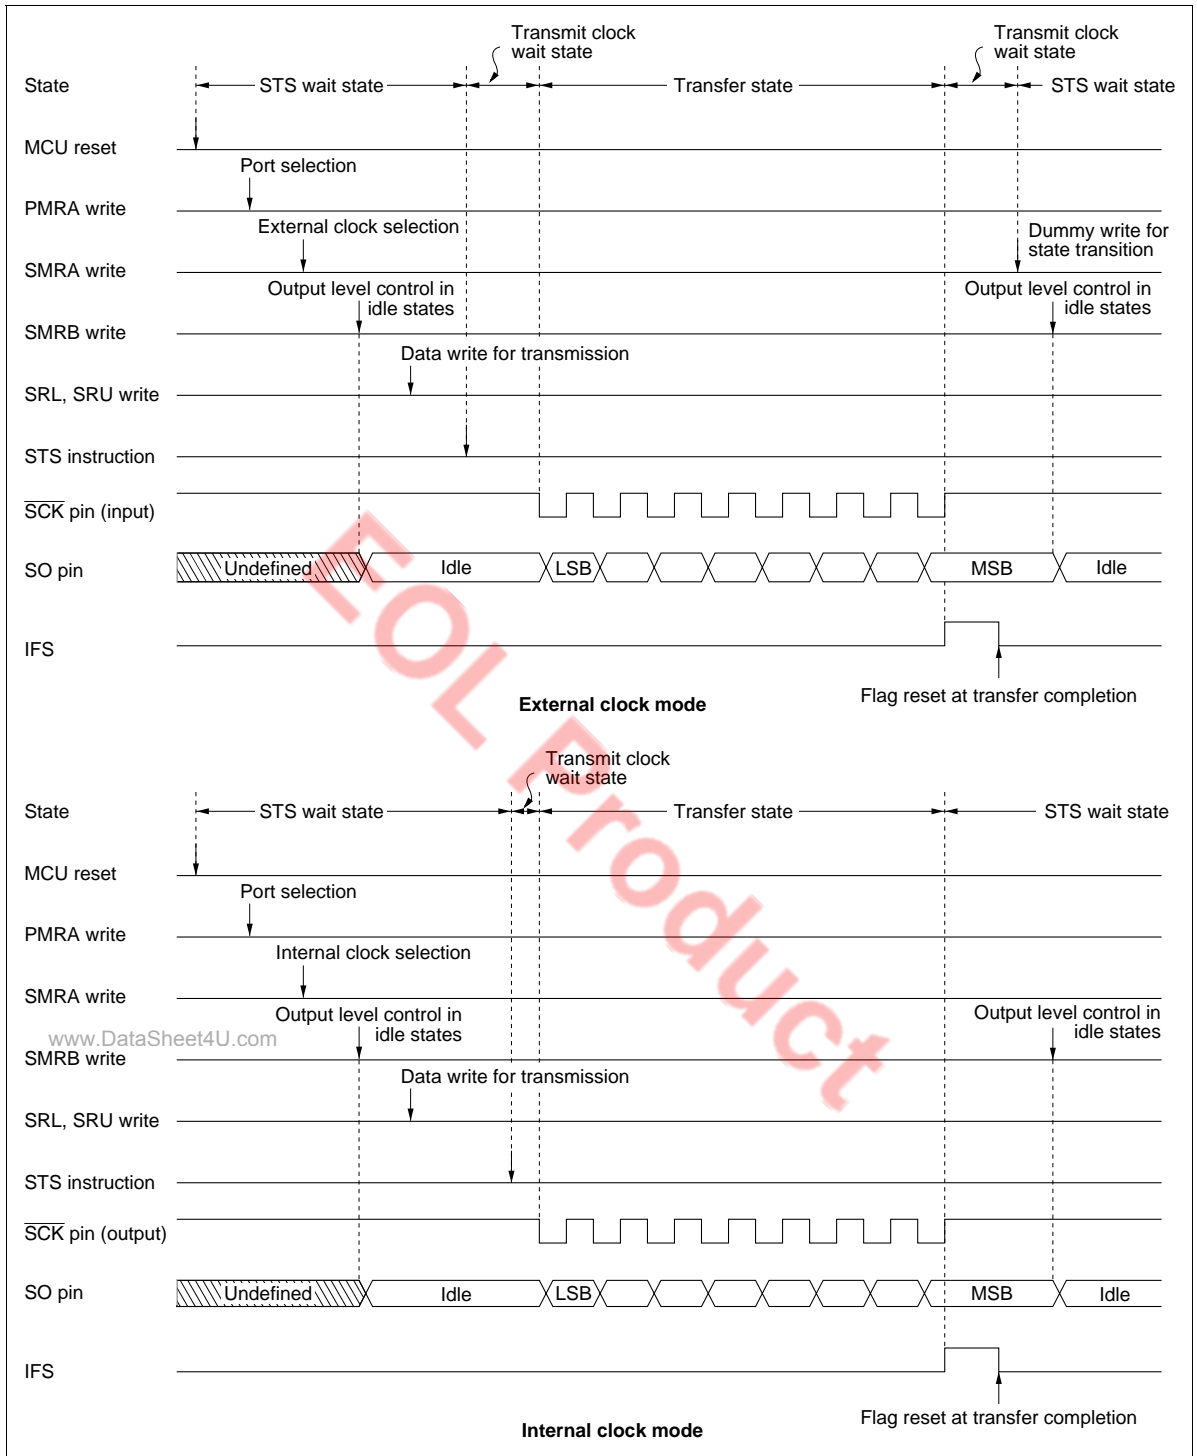 Transmit clock
wait state
Transmit clock
wait state
State
STS wait state
Transfer state
STS wait state
MCU reset
Port selection
PMRA write
External clock selection
Dummy write for
state transition
SMRA write
Output level control in
idle states
Output level control in
idle states
SMRB write
Data write for transmission
SRL, SRU write
STS instruction
SCK pin (input)
SO pin
Undefined
Idle
LSB
MSB
Idle
IFS
Flag reset at transfer completion
External clock mode
EOL Product
Transmit clock
wait state
State
STS wait state
Transfer state
STS wait state
MCU reset
Port selection
PMRA write
Internal clock selection
SMRA write
Output level control in
idle states
Output level control in
idle states
www.DataSheet4U.com
SMRB write
Data write for transmission
SRL, SRU write
STS instruction
SCK pin (output)
SO pin
Undefined
Idle
LSB
MSB
Idle
IFS
Flag reset at transfer completion
Internal clock mode